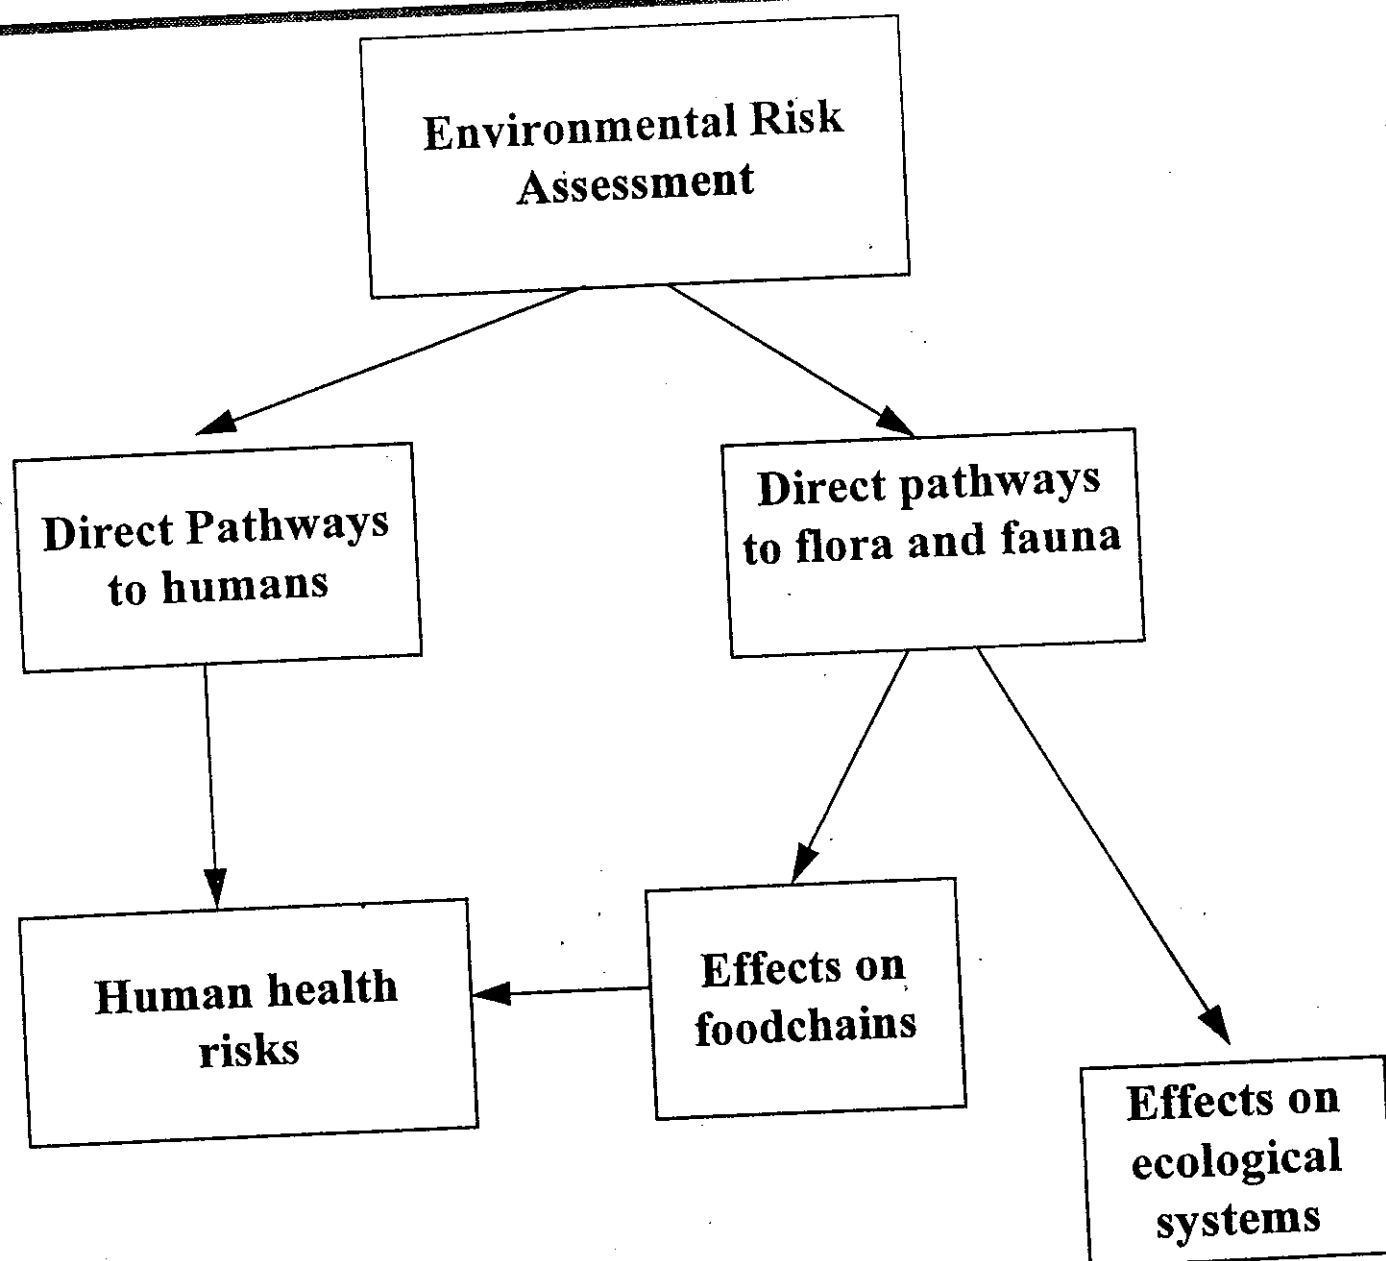 Environmental Risk
Assessment
Direct Pathways
to humans
Direct pathways
to flora and fauna
Human health
risks
Effects on
foodchains
Effects on
ecological
systems